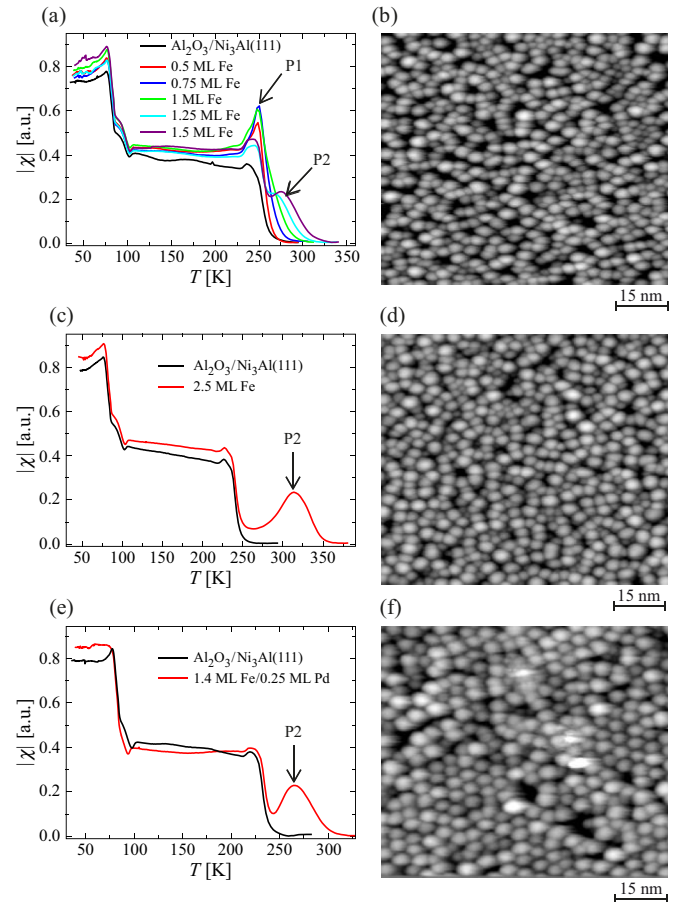 (a)
|χ| [a.u.]
0.8
0.6
0.4
0.2
0.0
Al₂O₃/Ni₃Al(111)
0.5 ML Fe
0.75 ML Fe
1 ML Fe
1.25 ML Fe
1.5 ML Fe
P1
P2
50 100 150 200 250 300 350
T [K]
(b)
15 nm
(c)
|χ| [a.u.]
0.8
0.6
0.4
0.2
0.0
Al₂O₃/Ni₃Al(111)
2.5 ML Fe
P2
50 100 150 200 250 300 350
T [K]
(d)
15 nm
(e)
|χ| [a.u.]
0.8
0.6
0.4
0.2
0.0
Al₂O₃/Ni₃Al(111)
1.4 ML Fe/0.25 ML Pd
P2
50 100 150 200 250 300
T [K]
(f)
15 nm